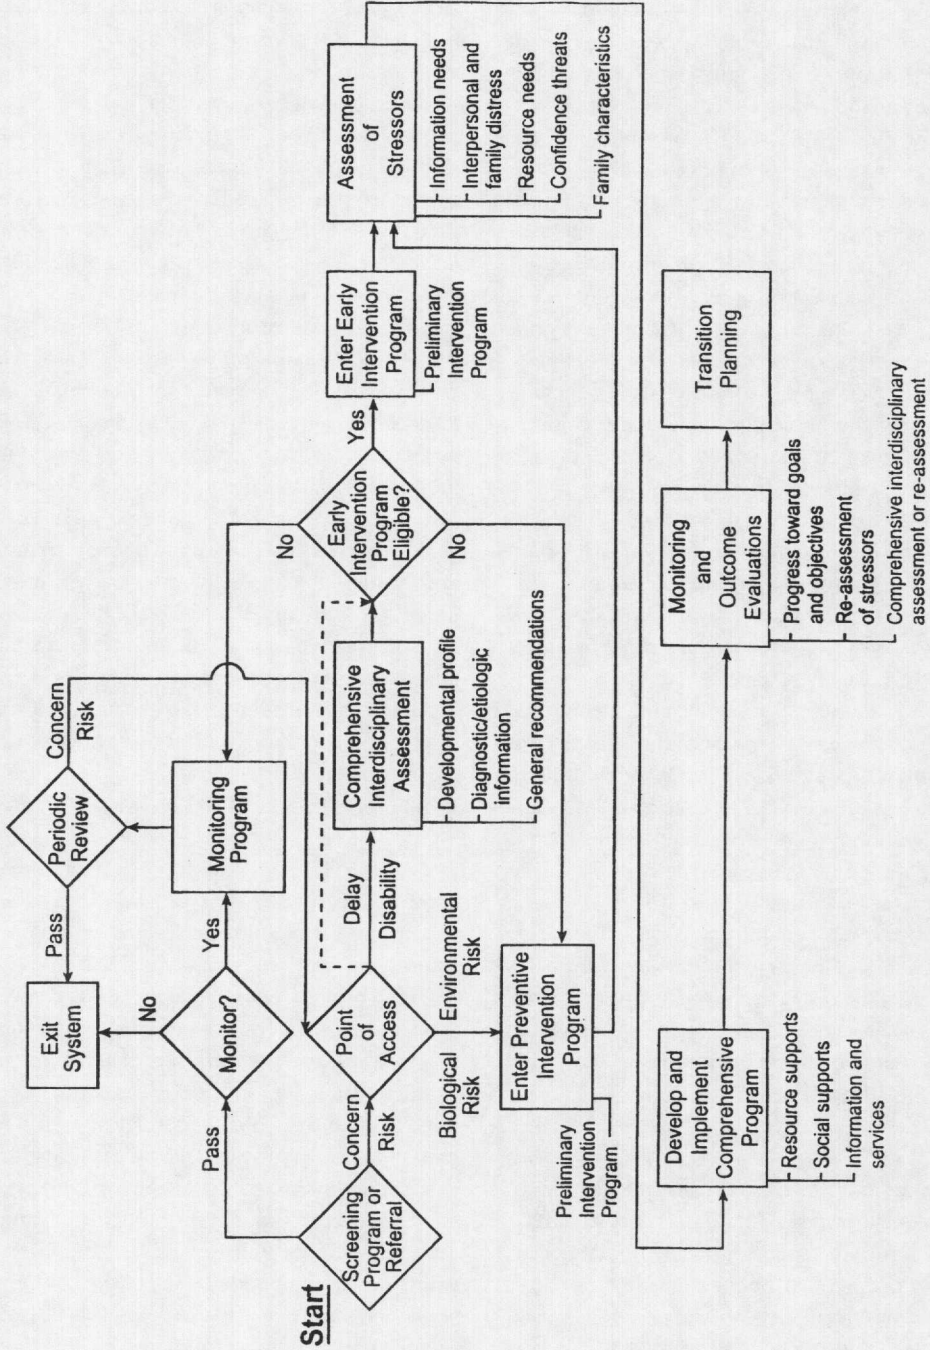 Start
Screening
Program or
Referral
Pass
Concern
Risk
Monitor?
No
Yes
Exit
System
Pass
Periodic
Review
Concern
Risk
Monitoring
Program
Point
of
Access
Delay
Disability
Biological
Risk
Environmental
Risk
Enter Preventive
Intervention
Program
Preliminary
Intervention
Program
Comprehensive
Interdisciplinary
Assessment
Developmental profile
Diagnostic/etiologic
information
General recommendations
Early
Intervention
Program
Eligible?
No
No
Yes
Enter Early
Intervention
Program
Preliminary
Intervention
Program
Assessment
of
Stressors
Information needs
Interpersonal and
family distress
Resource needs
Confidence threats
Family characteristics
Develop and
Implement
Comprehensive
Program
Resource supports
Social supports
Information and
services
Monitoring
and
Outcome
Evaluations
Progress toward goals
and objectives
Re-assessment
of stressors
Comprehensive interdisciplinary
assessment or re-assessment
Transition
Planning